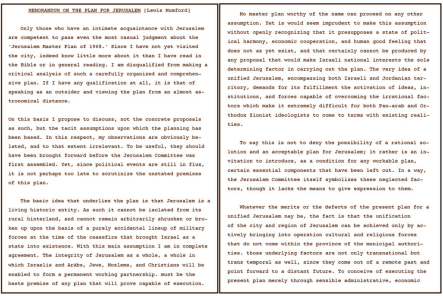 MEMORANDUM ON THE PLAN FOR JERUSALEM (Lewis Mumford)
Only those who have an intimate acquaintance with Jerusalem
are competent to pass even the most casual judgment about the
'Jerusalem Master Plan of 1968.' Since I have not yet visited
the city, indeed know little more about it than I have read in
the Bible or in general reading. I am disqualified from making a
critical analysis of such a carefully organized and comprehen-
sive plan. If I have any qualification at all, it is that of
speaking as an outsider and viewing the plan from an almost as-
tronomical distance.
On this basis I propose to discuss, not the concrete proposals
as such, but the tacit assumptions upon which the planning has
been based. In this respect, my observations are obviously be-
lated, and to that extent irrelevant. To be useful, they should
have been brought forward before the Jerusalem Committee was
first assembled. Yet, since political events are still in flux,
it is not perhaps too late to scrutinise the unstated premises
of this plan.
The basic idea that underlies the plan is that Jerusalem is a
living historic entity. As such it cannot be isolated from its
rural hinterland, and cannot remain arbitrarily shrunken or bro-
ken up upon the basis of a purely accidental lineup of military
forces at the time of the ceasefire that brought Israel as a
state into existence. With this main assumption I am in complete
agreement. The integrity of Jerusalem as a whole, a whole in
which Israelis and Arabs, Jews, Moslems, and Christians will be
enabled to form a permanent working partnership. must be the
basic premise of any plan that will prove capable of execution.
No master plan worthy of the same can proceed on any other
assumption. Yet is would seem imprudent to make this assumption
without openly recognizing that it presupposes a state of polit-
ical harmony, economic cooperation, and human good feeling that
does not as yet exist, and that certainly cannot be produced by
any proposal that would make Israeli national interests the sole
determining factor in carrying out the plan. The very idea of a
unified Jerusalem, encompassing both Israeli and Jordanian ter-
ritory, demands for its fulfillment the activation of ideas, in-
stitutions, and forces capable of overcoming the irrational fac-
tors which make it extremely difficult for both Pan-arab and Or-
thodox Zionist ideologists to come to terms with existing reali-
ties.
To say this is not to deny the possibility of a rational so-
lution and an acceptable plan for Jerusalem; it rather is an in-
vitation to introduce, as a condition for any workable plan,
certain essential components that have been left out. In a way,
the Jerusalem Committee itself symbolises these neglected fac-
tors, though it lacks the means to give expression to them.
Whatever the merits or the defects of the present plan for a
unified Jerusalem may be, the fact is that the unification
of the city and region of Jerusalem can be achieved only by ac-
tively bringing into operation cultural and religious forces
that do not come within the province of the municipal authori-
ties. those underlying factors are not only transnational but
trans temporal as well, since they come out of a remote past and
point forward to a distant future. To conceive of executing the
present plan merely through sensible administrative, economic